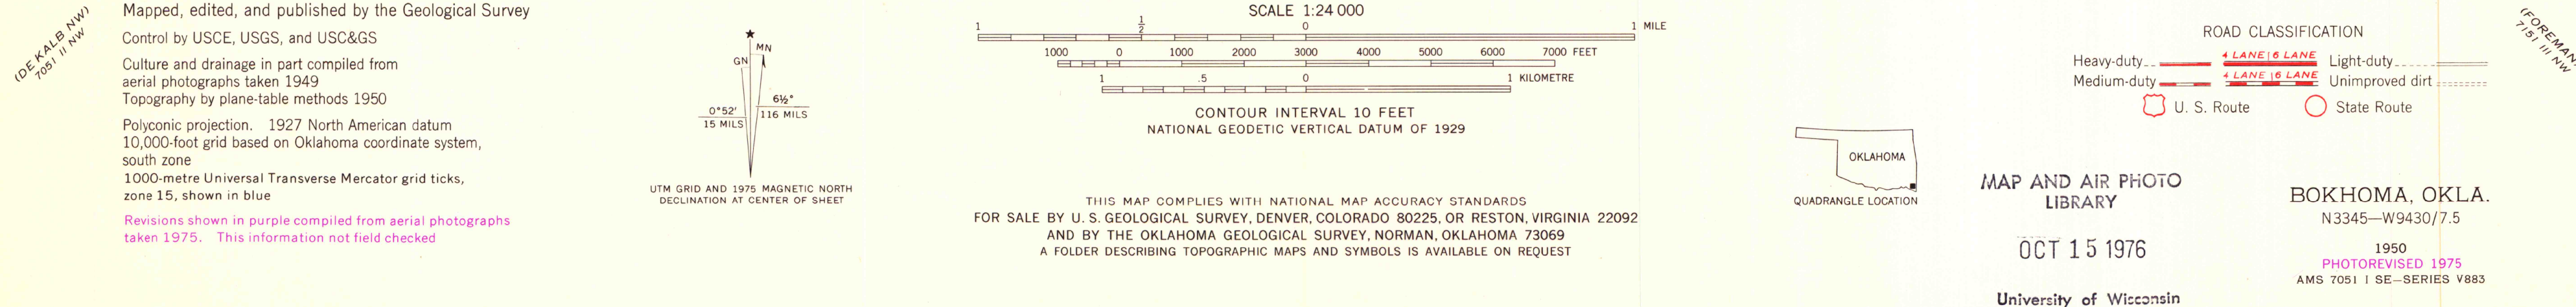 (DE KALB NW)
7051 II NW
Mapped, edited, and published by the Geological Survey
Control by USCE, USGS, and USC&GS
Culture and drainage in part compiled from
aerial photographs taken 1949
Topography by plane-table methods 1950
Polyconic projection. 1927 North American datum
10,000-foot grid based on Oklahoma coordinate system,
south zone
1000-metre Universal Transverse Mercator grid ticks,
zone 15, shown in blue
Revisions shown in purple compiled from aerial photographs
taken 1975. This information not field checked
MN
GN
0°52'
15 MILS
6½°
116 MILS
UTM GRID AND 1975 MAGNETIC NORTH
DECLINATION AT CENTER OF SHEET
SCALE 1:24 000
1 ½ 0 1 MILE
1000 0 1000 2000 3000 4000 5000 6000 7000 FEET
1 .5 0 1 KILOMETRE
CONTOUR INTERVAL 10 FEET
NATIONAL GEODETIC VERTICAL DATUM OF 1929
THIS MAP COMPLIES WITH NATIONAL MAP ACCURACY STANDARDS
FOR SALE BY U. S. GEOLOGICAL SURVEY, DENVER, COLORADO 80225, OR RESTON, VIRGINIA 22092
AND BY THE OKLAHOMA GEOLOGICAL SURVEY, NORMAN, OKLAHOMA 73069
A FOLDER DESCRIBING TOPOGRAPHIC MAPS AND SYMBOLS IS AVAILABLE ON REQUEST
OKLAHOMA
QUADRANGLE LOCATION
MAP AND AIR PHOTO
LIBRARY
OCT 15 1976
University of Wisconsin
ROAD CLASSIFICATION
Heavy-duty 4 LANE 6 LANE Light-duty
Medium-duty 4 LANE 6 LANE Unimproved dirt
U. S. Route State Route
(FOREMAN
7151 III NW
BOKHOMA, OKLA.
N3345—W9430/7.5
1950
PHOTOREVISED 1975
AMS 7051 I SE—SERIES V883